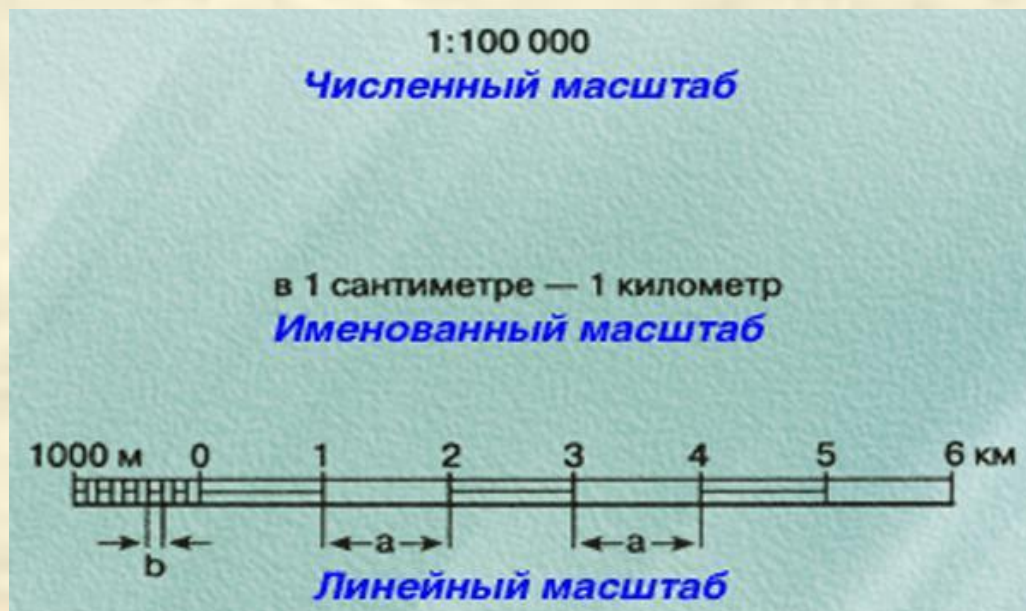 1:100 000
Численный масштаб
в 1 сантиметре — 1 километр
Именованный масштаб
1000 м 0 1 2 3 4 5 6 км
a a
b
Линейный масштаб